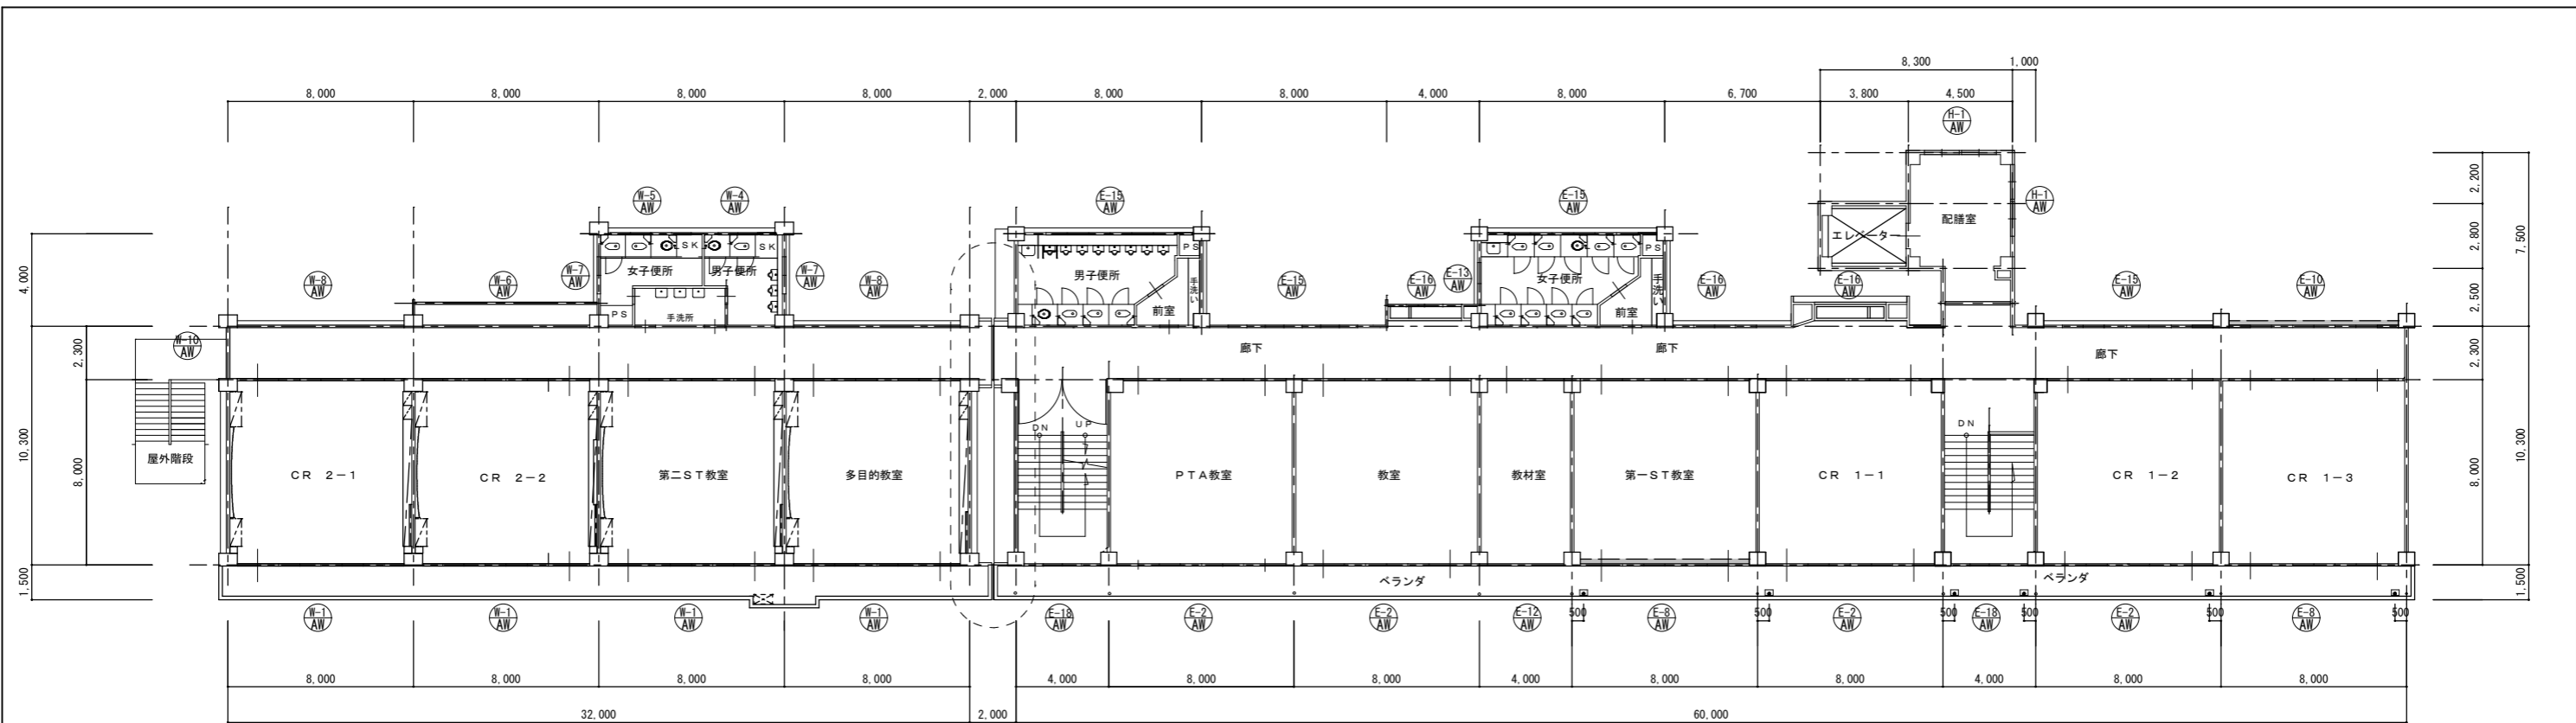 8,300 1,000
8,000 8,000 8,000 8,000 2,000 8,000 8,000 4,000 8,000 6,700 3,800 4,500
H-1 AW
2,200
W-5 AW W-4 AW E-15 AW E-15 AW H-1 AW
配膳室
エレベーター
2,800
7,500
SK SK PS PS
4,000
女子便所 男子便所 男子便所 女子便所
W-8 AW W-6 AW W-7 AW W-7 AW W-8 AW E-15 AW E-16 AW E-13 AW E-16 AW E-16 AW E-15 AW E-10 AW
手洗い 手洗い
2,500
PS 手洗所 前室 前室
W-10 AW
廊下 廊下 廊下
2,300 2,300
DN UP DN
屋外階段
CR 2-1 CR 2-2 第二ST教室 多目的教室 PTA教室 教室 教材室 第一ST教室 CR 1-1 CR 1-2 CR 1-3
10,300 8,000 8,000 10,300
ベランダ ベランダ
1,500 1,500
W-1 AW W-1 AW W-1 AW W-1 AW E-18 AW E-2 AW E-2 AW E-12 AW 500 E-8 AW 500 E-2 AW 500 E-18 AW 500 E-2 AW 500 E-8 AW 500
8,000 8,000 8,000 8,000 4,000 8,000 8,000 4,000 8,000 8,000 4,000 8,000 8,000
32,000 2,000 60,000